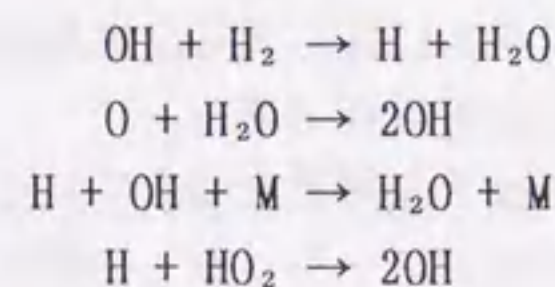 OH + H₂ → H + H₂O
O + H₂O → 2OH
H + OH + M → H₂O + M
H + HO₂ → 2OH